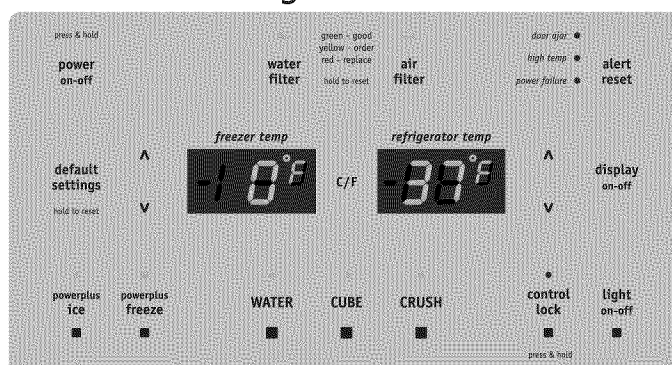 press & hold
power
on-off
water
filter
green - good
yellow - order
red - replace
hold to reset
air
filter
door ajar
high temp
power failure
alert
reset
freezer temp
refrigerator temp
default
settings
hold to reset
0°F
C/F
37°F
display
on-off
powerplus
ice
powerplus
freeze
WATER
CUBE
CRUSH
control
lock
press & hold
light
on-off